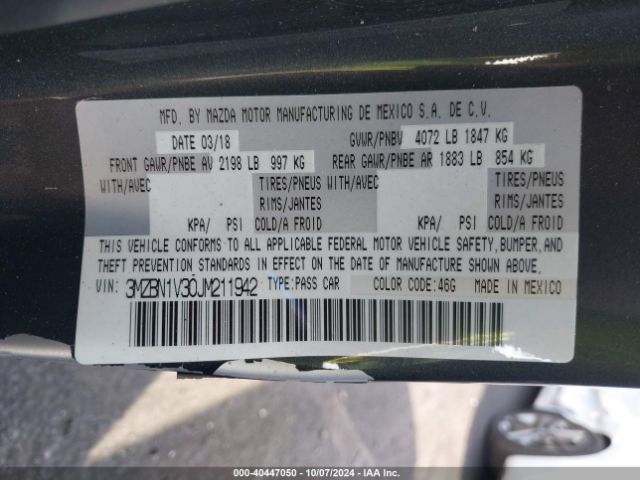 MFD. BY MAZDA MOTOR MANUFACTURING DE MEXICO S.A. DE C.V.
DATE 03/18 GVWR/PNBV 4072 LB 1847 KG
FRONT GAWR/PNBE AV 2198 LB 997 KG REAR GAWR/PNBE AR 1883 LB 854 KG
WITH/AVEC TIRES/PNEUS WITH/AVEC TIRES/PNEUS
RIMS/JANTES RIMS/JANTES
KPA/ PSI COLD/A FROID KPA/ PSI COLD/A FROID
THIS VEHICLE CONFORMS TO ALL APPLICABLE FEDERAL MOTOR VEHICLE SAFETY, BUMPER, AND
THEFT PREVENTION STANDARDS IN EFFECT ON THE DATE OF MANUFACTURE SHOWN ABOVE.
VIN: 3MZBN1V30JM211942 TYPE:PASS CAR COLOR CODE:46G MADE IN MEXICO
000-40447050 | 10/07/2024 | IAA Inc.